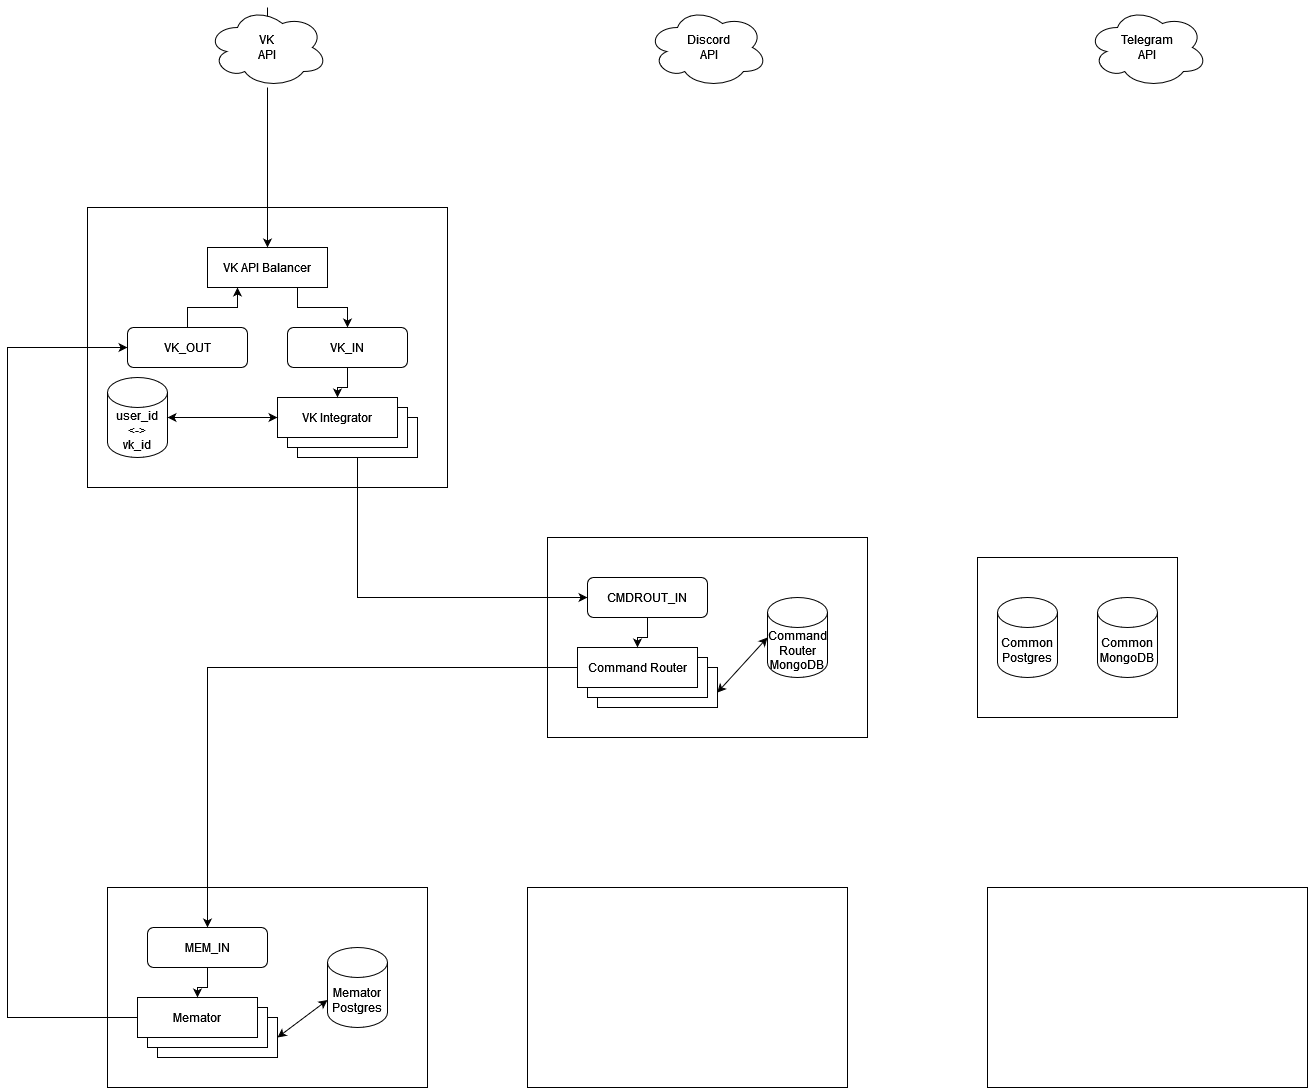 VK
API
Discord
API
Telegram
API
VK API Balancer
VK_OUT
VK_IN
user_id
<->
vk_id
VK Integrator
CMDROUT_IN
Command Router
Command
Router
MongoDB
Common
Postgres
Common
MongoDB
MEM_IN
Memator
Memator
Postgres